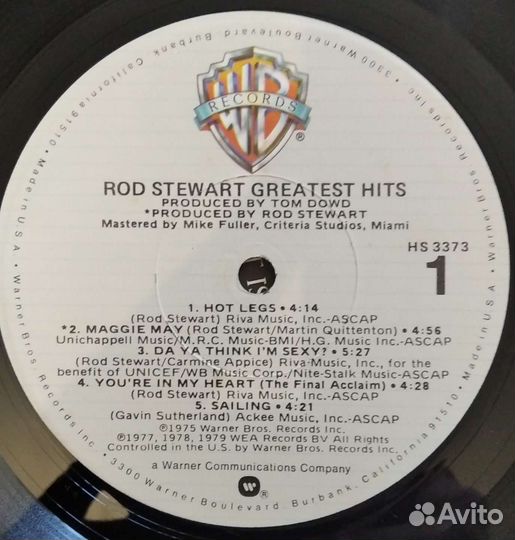 WB
RECORDS
®
ROD STEWART GREATEST HITS
PRODUCED BY TOM DOWD
*PRODUCED BY ROD STEWART
Mastered by Mike Fuller, Criteria Studios, Miami
HS 3373
1
1. HOT LEGS • 4:14
(Rod Stewart) Riva Music, Inc.-ASCAP
*2. MAGGIE MAY (Rod Stewart/Martin Quittenton) • 4:56
Unichappell Music/M.R.C. Music-BMI/H.G. Music Inc.-ASCAP
3. DA YA THINK I'M SEXY? • 5:27
(Rod Stewart/Carmine Appice) Riva Music, Inc., for the
benefit of UNICEF/WB Music Corp./Nite-Stalk Music-ASCAP
4. YOU'RE IN MY HEART (The Final Acclaim) • 4:28
(Rod Stewart) Riva Music, Inc.-ASCAP
5. SAILING • 4:21
(Gavin Sutherland) Ackee Music, Inc.-ASCAP
℗1975 Warner Bros. Records Inc.
℗1977, 1978, 1979 WEA Records BV All Rights
Controlled in the U.S. by Warner Bros. Records Inc.
a Warner Communications Company
®
Warner Bros. Records Inc. • 3300 Warner Boulevard, Burbank, California 91510 • Made in U.S.A.
Warner Bros. Records Inc. • 3300 Warner Boulevard, Burbank, California 91510 • Made in U.S.A.
Avito